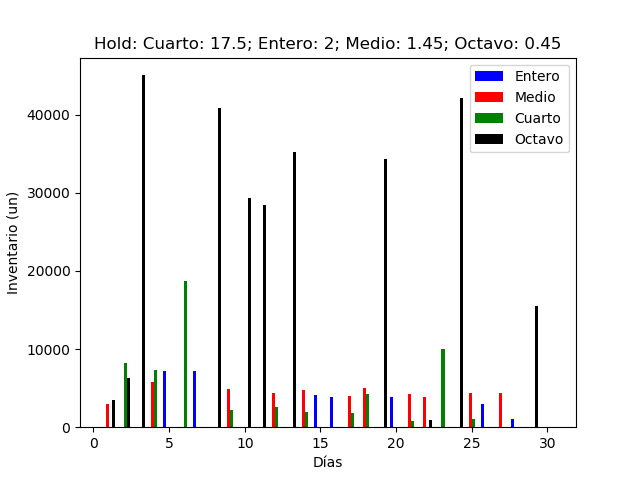 Hold: Cuarto: 17.5; Entero: 2; Medio: 1.45; Octavo: 0.45
Entero
Medio
Cuarto
Octavo
Inventario (un)
40000
30000
20000
10000
0
0 5 10 15 20 25 30
Días